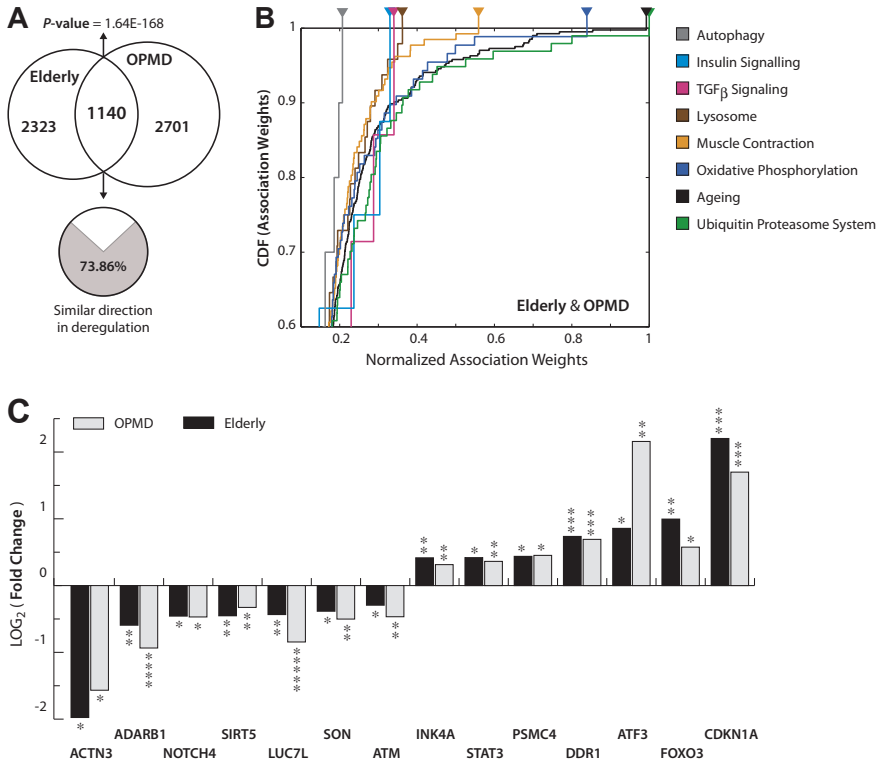 A
P-value = 1.64E-168
Elderly
OPMD
2323
1140
2701
73.86%
Similar direction
in deregulation
B
CDF (Association Weights)
1
0.9
0.8
0.7
0.6
0.2
0.4
0.6
0.8
1
Elderly & OPMD
Normalized Association Weights
Autophagy
Insulin Signalling
TGFβ Signaling
Lysosome
Muscle Contraction
Oxidative Phosphorylation
Ageing
Ubiquitin Proteasome System
C
OPMD
Elderly
LOG2 ( Fold Change )
2
1
0
-1
-2
* *
* * *
* * *
* *
* *
* *
* * *
* * *
*
* *
*
*
*
*
*
*
* *
* * * *
*
*
* *
* *
* *
* * * * *
*
* *
*
* *
ADARB1
SIRT5
SON
INK4A
PSMC4
ATF3
CDKN1A
ACTN3
NOTCH4
LUC7L
ATM
STAT3
DDR1
FOXO3